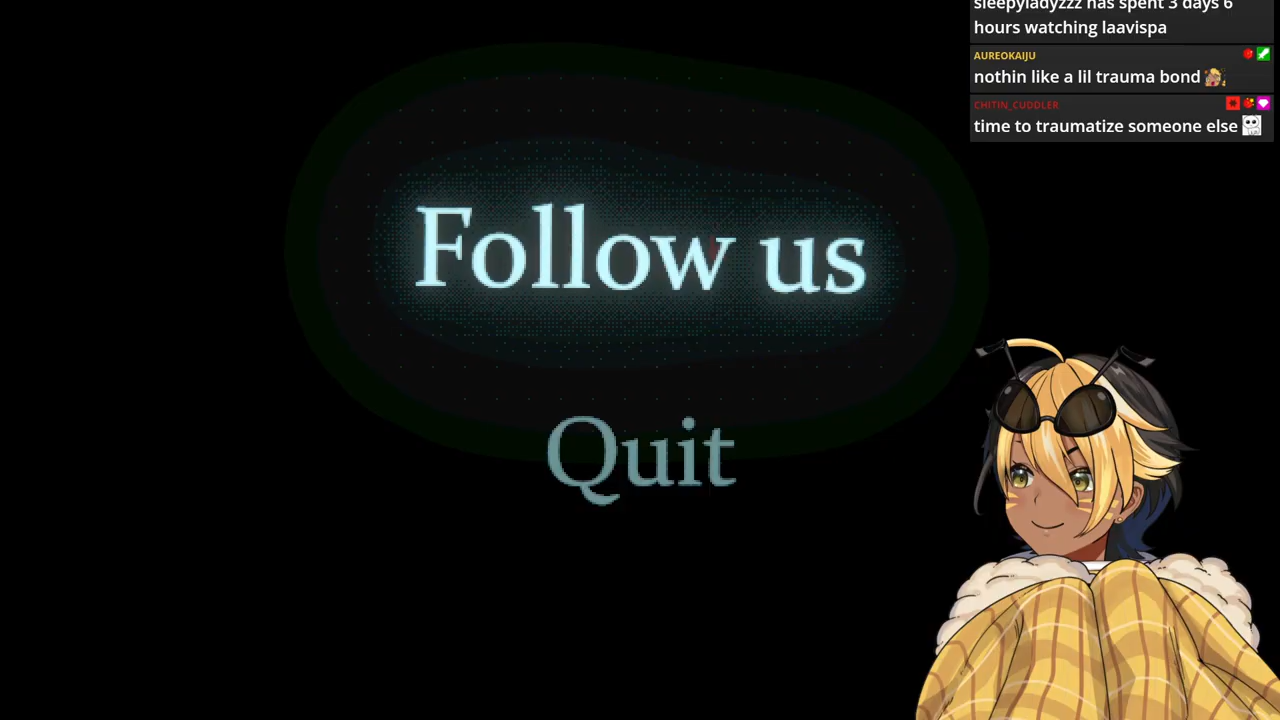 sleepyladyzzz has spent 3 days 6
hours watching laavispa
AUREOKAIJU
nothin like a lil trauma bond
CHITIN_CUDDLER
time to traumatize someone else
Follow us
Quit